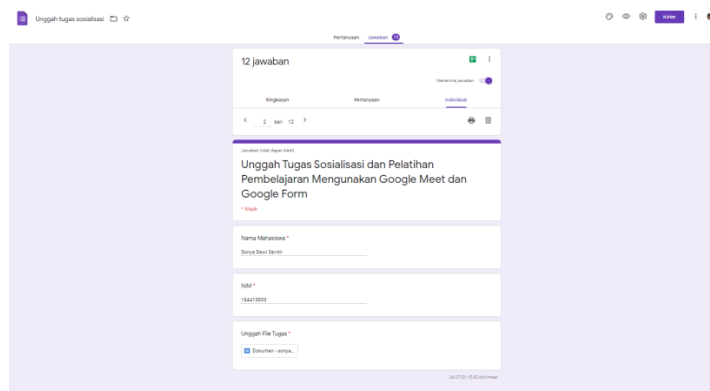 Unggah tugas sosialisasi
Kirim
Pertanyaan Jawaban 12
12 jawaban
Menerima jawaban
Ringkasan Pertanyaan Individual
2 dari 12
Jawaban tidak dapat diedit
Unggah Tugas Sosialisasi dan Pelatihan
Pembelajaran Mengunakan Google Meet dan
Google Form
* Wajib
Nama Mahasiswa *
Sonya Dewi
NIM *
Unggah File Tugas *
Dokumen - sonya...